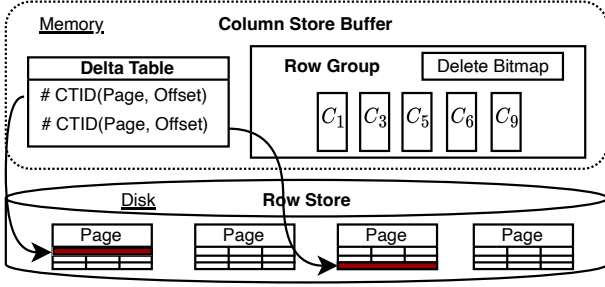 Memory
Column Store Buffer
Delta Table
# CTID(Page, Offset)
# CTID(Page, Offset)
Row Group
Delete Bitmap
C1 C3 C5 C6 C9
Disk
Row Store
Page Page Page Page